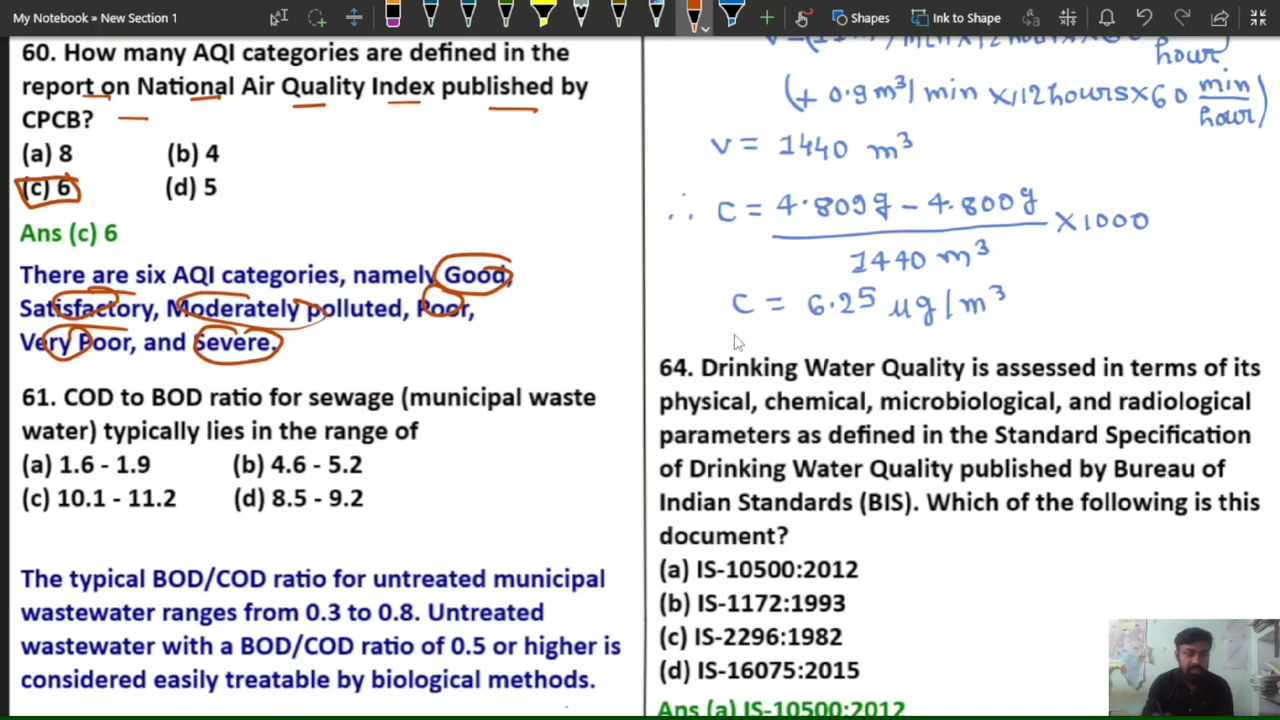 My Notebook » New Section 1
Shapes
Ink to Shape
60. How many AQI categories are defined in the
report on National Air Quality Index published by
CPCB?
(a) 8 (b) 4
(c) 6 (d) 5
Ans (c) 6
There are six AQI categories, namely Good,
Satisfactory, Moderately polluted, Poor,
Very Poor, and Severe.
61. COD to BOD ratio for sewage (municipal waste
water) typically lies in the range of
(a) 1.6 - 1.9 (b) 4.6 - 5.2
(c) 10.1 - 11.2 (d) 8.5 - 9.2
The typical BOD/COD ratio for untreated municipal
wastewater ranges from 0.3 to 0.8. Untreated
wastewater with a BOD/COD ratio of 0.5 or higher is
considered easily treatable by biological methods.
hour
(+ 0.9 m³/min × 12 hours × 60 min/hour)
V = 1440 m³
∴ C = 4.809g - 4.800g / 1440 m³ × 1000
C = 6.25 μg/m³
64. Drinking Water Quality is assessed in terms of its
physical, chemical, microbiological, and radiological
parameters as defined in the Standard Specification
of Drinking Water Quality published by Bureau of
Indian Standards (BIS). Which of the following is this
document?
(a) IS-10500:2012
(b) IS-1172:1993
(c) IS-2296:1982
(d) IS-16075:2015
Ans (a) IS-10500:2012